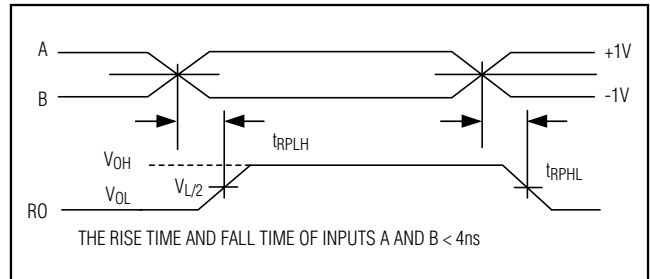 A
+1V
B
-1V
tRPLH
VOH
tRPHL
VL/2
VOL
RO
THE RISE TIME AND FALL TIME OF INPUTS A AND B < 4ns